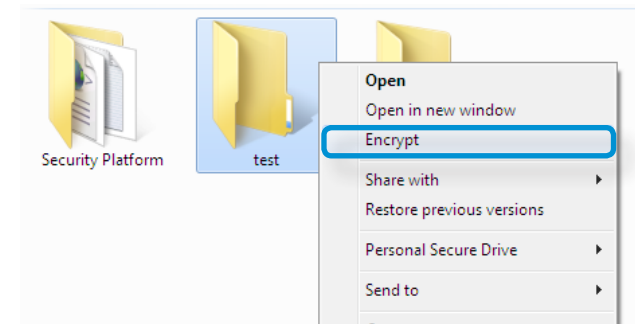 Security Platform
test
Open
Open in new window
Encrypt
Share with
Restore previous versions
Personal Secure Drive
Send to